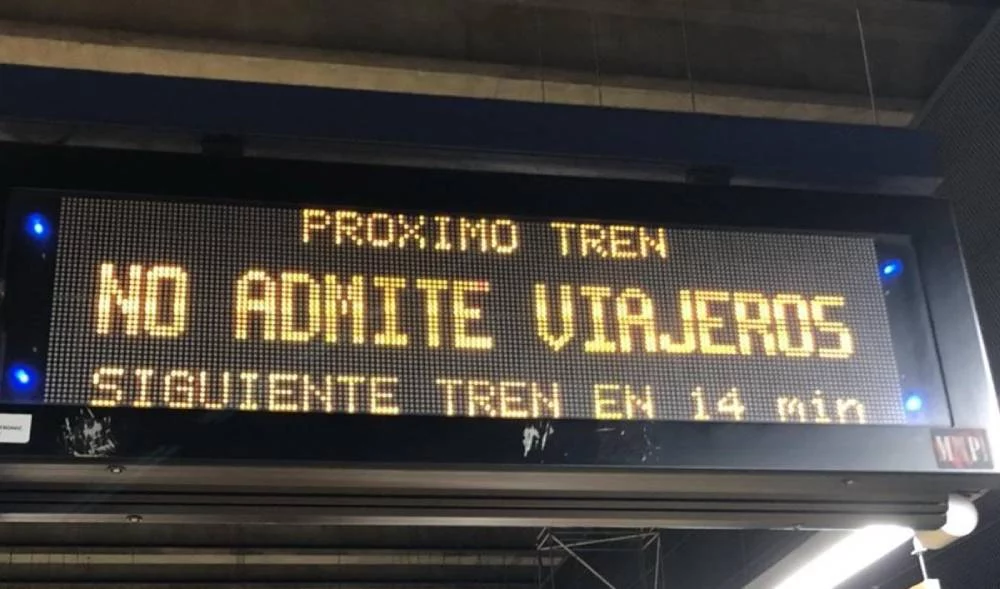 PROXIMO TREN
NO ADMITE VIAJEROS
SIGUIENTE TREN EN 14 min